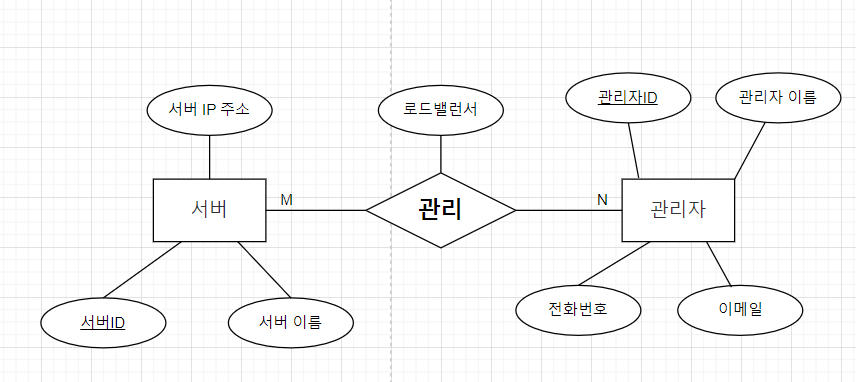 관리자ID
관리자 이름
서버 IP 주소
로드밸런서
서버
M
관리
N
관리자
서버ID
서버 이름
전화번호
이메일